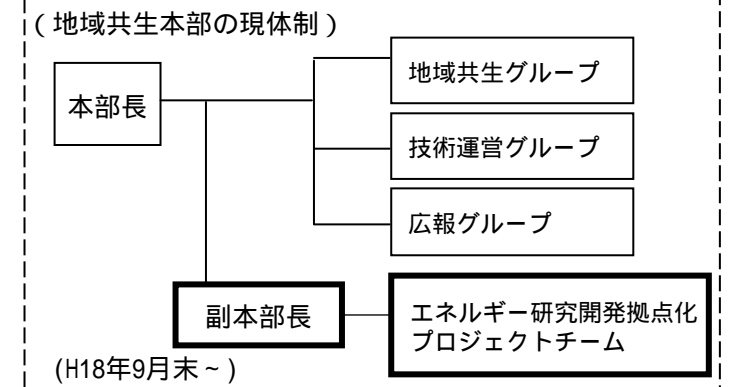 (地域共生本部の現体制)
地域共生グループ
本部長
技術運営グループ
広報グループ
副本部長
エネルギー研究開発拠点化
プロジェクトチーム
(H18年9月末~)